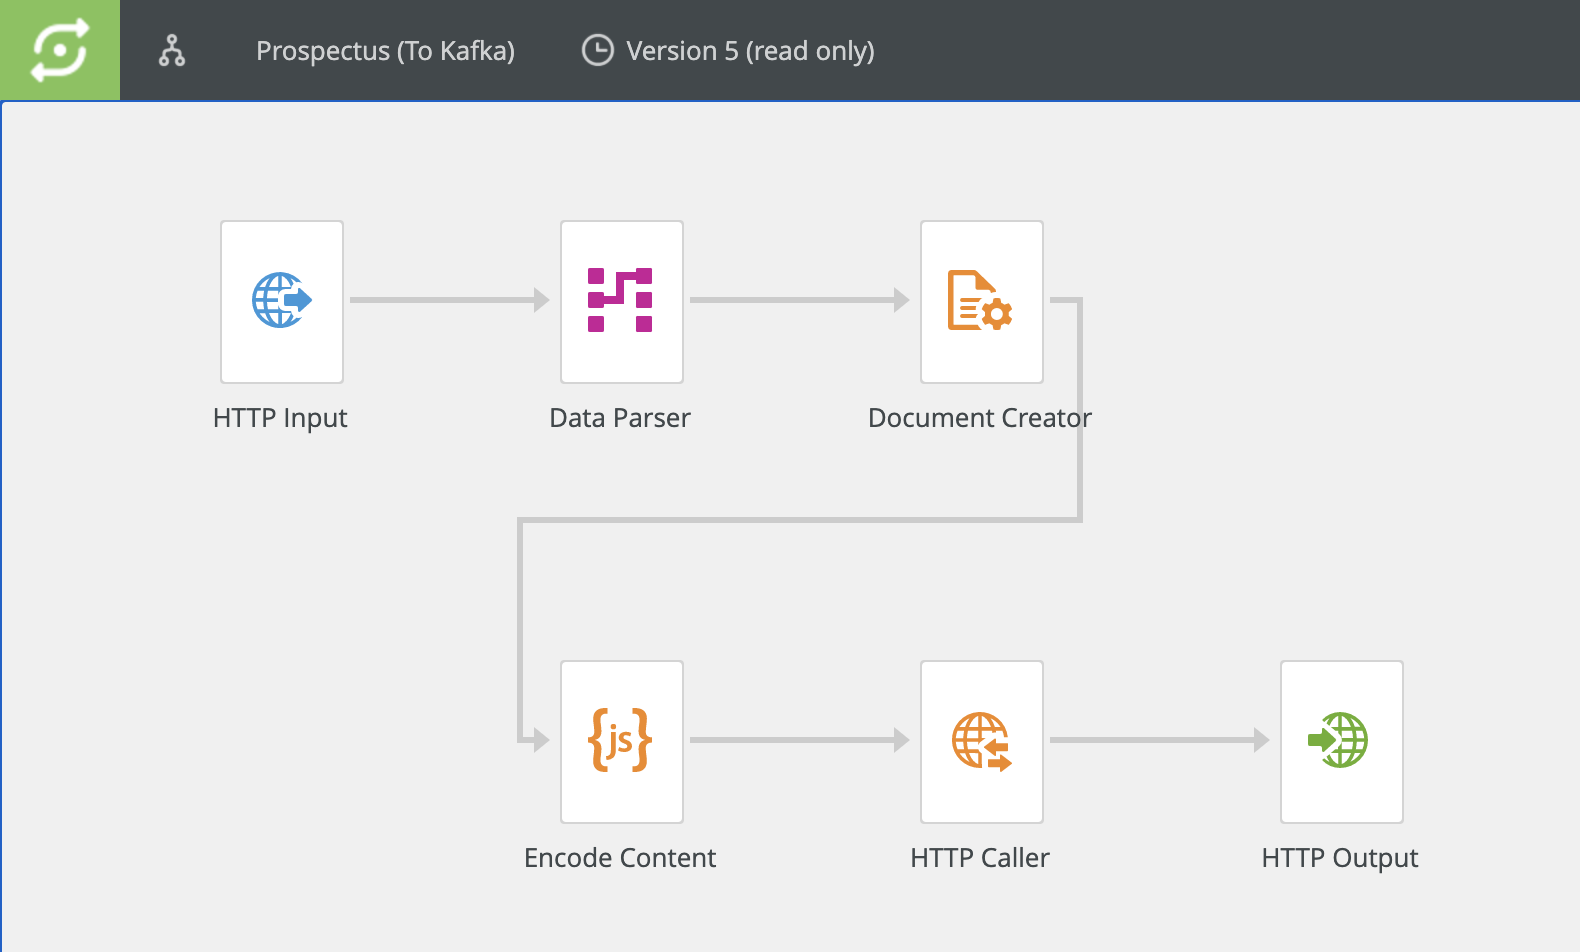 Prospectus (To Kafka)
Version 5 (read only)
HTTP Input
Data Parser
Document Creator
{js}
Encode Content
HTTP Caller
HTTP Output